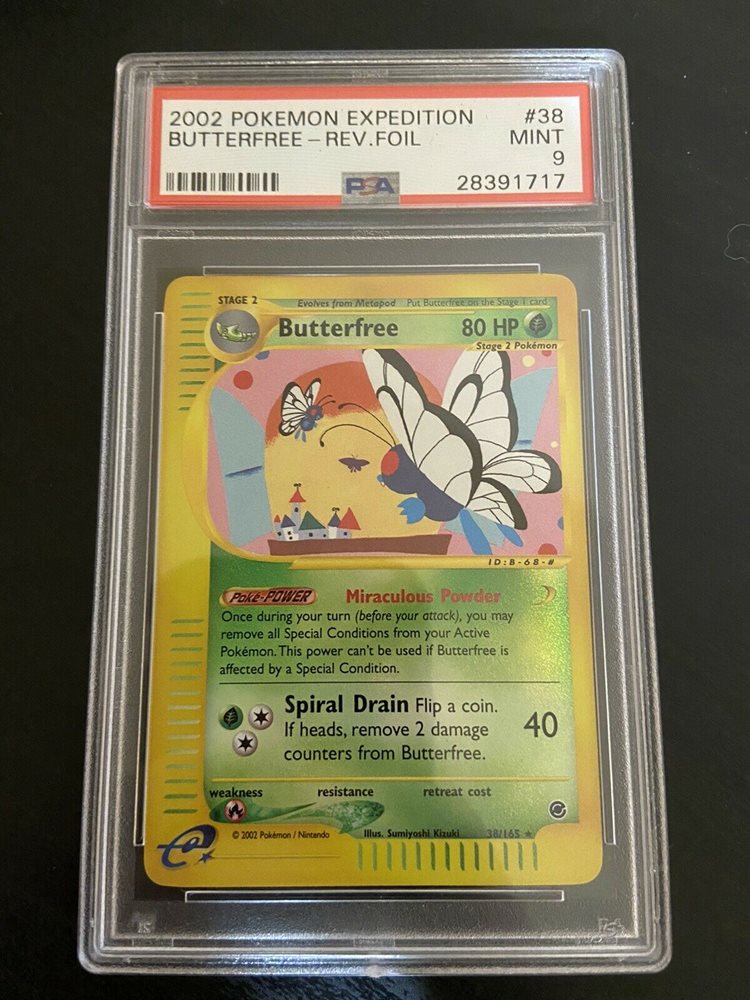 2002 POKEMON EXPEDITION #38
BUTTERFREE - REV.FOIL MINT
9
PSA 28391717
STAGE 2 Evolves from Metapod Put Butterfree on the Stage 1 card
Butterfree 80 HP
Stage 2 Pokémon
ID:B-68-#
Poké-POWER Miraculous Powder
Once during your turn (before your attack), you may
remove all Special Conditions from your Active
Pokémon. This power can't be used if Butterfree is
affected by a Special Condition.
Spiral Drain Flip a coin.
If heads, remove 2 damage
counters from Butterfree.
40
weakness resistance retreat cost
© 2002 Pokémon / Nintendo Illus. Sumiyoshi Kizuki 38/165 ★
e